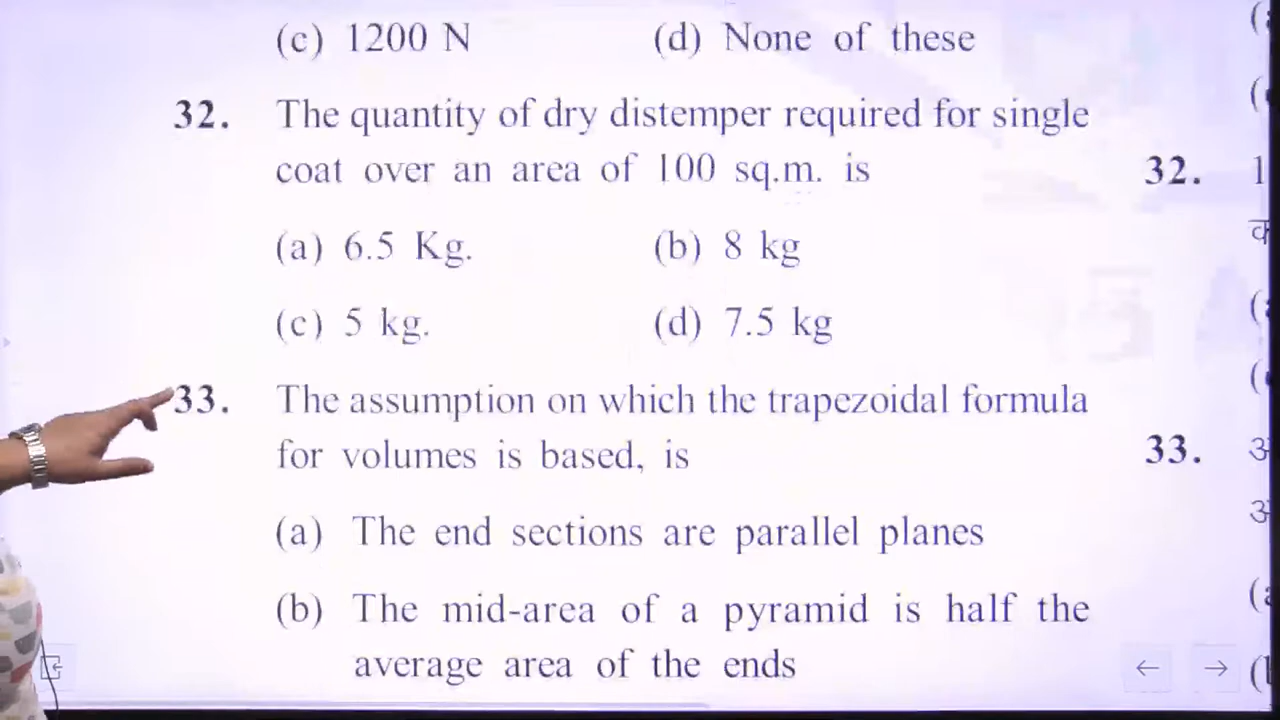 (c) 1200 N (d) None of these
32. The quantity of dry distemper required for single
coat over an area of 100 sq.m. is
(a) 6.5 Kg. (b) 8 kg
(c) 5 kg. (d) 7.5 kg
33. The assumption on which the trapezoidal formula
for volumes is based, is
(a) The end sections are parallel planes
(b) The mid-area of a pyramid is half the
average area of the ends
32.
33.